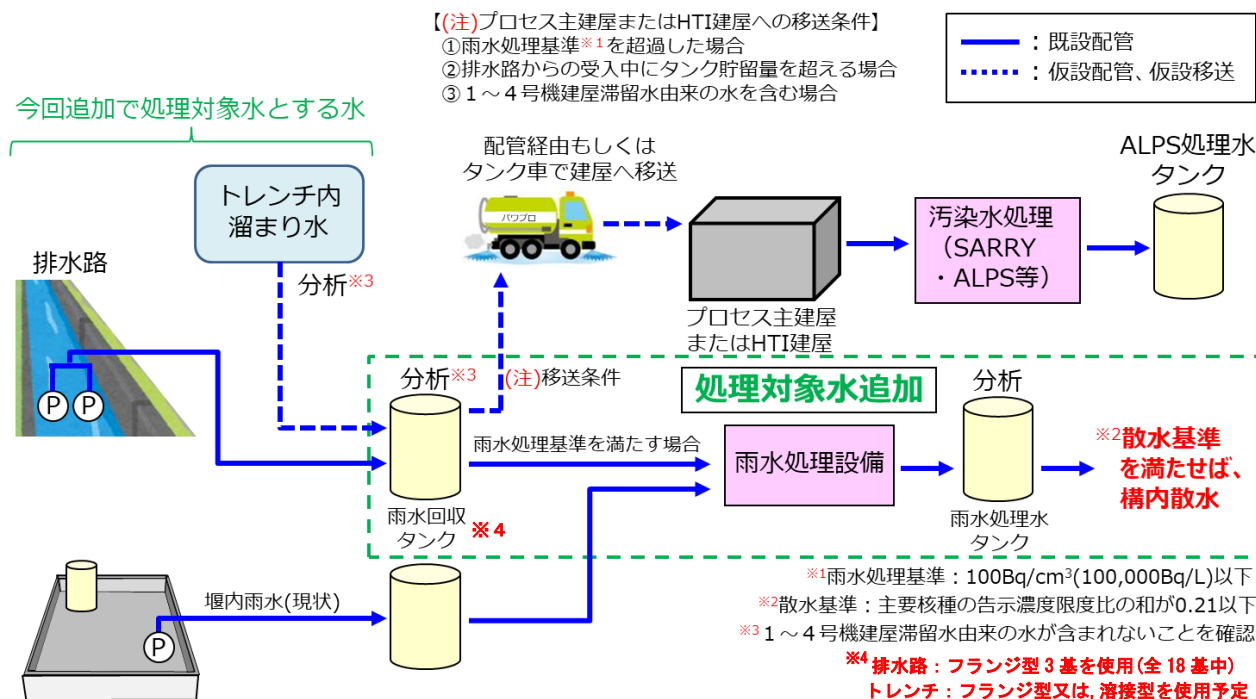 【(注)プロセス主建屋またはHTI建屋への移送条件】
①雨水処理基準※1を超過した場合
②排水路からの受入中にタンク貯留量を超える場合
③１～４号機建屋滞留水由来の水を含む場合
：既設配管
：仮設配管、仮設移送
今回追加で処理対象水とする水
トレンチ内
溜まり水
分析※3
排水路
P
P
配管経由もしくは
タンク車で建屋へ移送
パワプロ
プロセス主建屋
またはHTI建屋
汚染水処理
（SARRY
・ALPS等）
ALPS処理水
タンク
分析※3
(注)移送条件
処理対象水追加
雨水処理基準を満たす場合
雨水回収
タンク
※４
雨水処理設備
分析
雨水処理水
タンク
※2散水基準
を満たせば、
構内散水
堰内雨水(現状)
P
※1雨水処理基準：100Bq/cm³(100,000Bq/L)以下
※2散水基準：主要核種の告示濃度限度比の和が0.21以下
※3１～４号機建屋滞留水由来の水が含まれないことを確認
※4 排水路：フランジ型 3 基を使用(全 18 基中)
トレンチ：フランジ型又は, 溶接型を使用予定